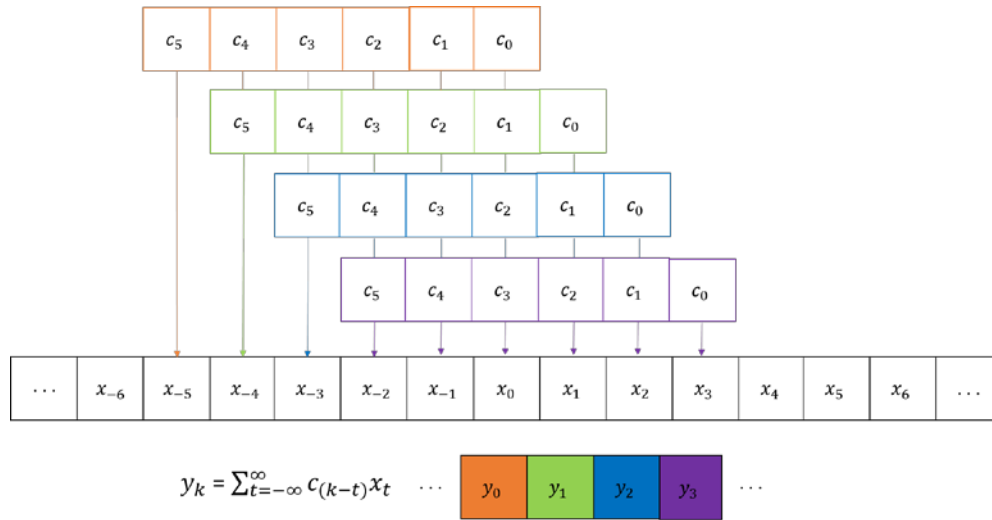 c₅ c₄ c₃ c₂ c₁ c₀
c₅ c₄ c₃ c₂ c₁ c₀
c₅ c₄ c₃ c₂ c₁ c₀
c₅ c₄ c₃ c₂ c₁ c₀
... x₋₆ x₋₅ x₋₄ x₋₃ x₋₂ x₋₁ x₀ x₁ x₂ x₃ x₄ x₅ x₆ ...
yₖ = ∑_{t=-∞}^{∞} c_{(k-t)} xₜ ... y₀ y₁ y₂ y₃ ...